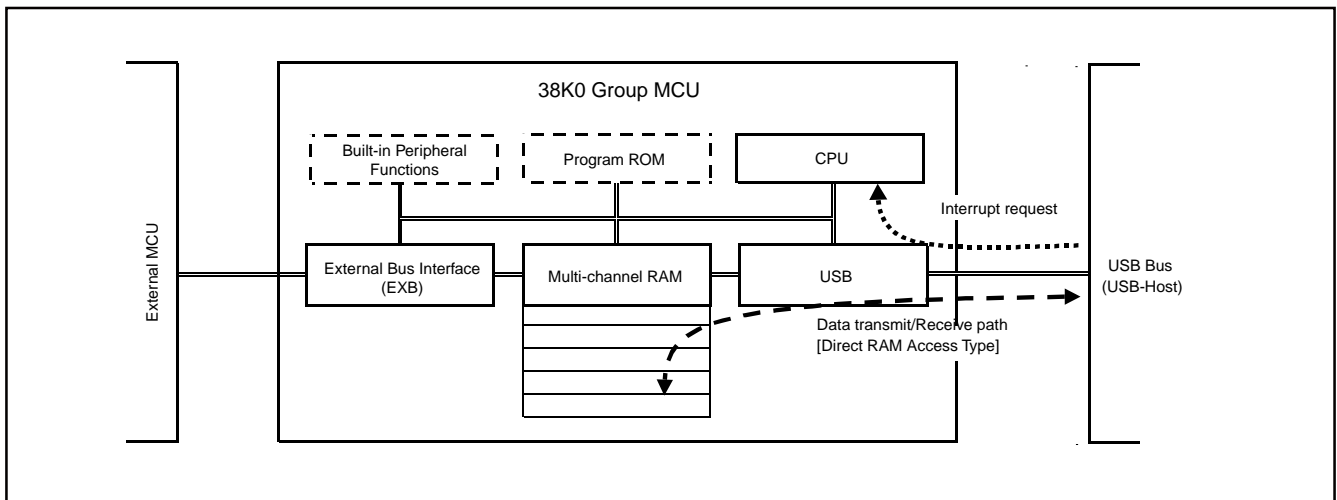 38K0 Group MCU
Built-in Peripheral
Functions
Program ROM
CPU
Interrupt request
External MCU
External Bus Interface
(EXB)
Multi-channel RAM
USB
USB Bus
(USB-Host)
Data transmit/Receive path
[Direct RAM Access Type]